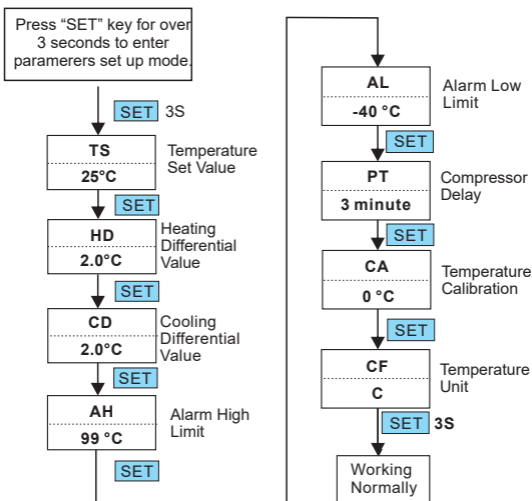 Press “SET” key for over
3 seconds to enter
paramerers set up mode.
SET 3S
TS
25°C
Temperature
Set Value
SET
HD
2.0°C
Heating
Differential
Value
SET
CD
2.0°C
Cooling
Differential
Value
SET
AH
99 °C
Alarm High
Limit
SET
AL
-40 °C
Alarm Low
Limit
SET
PT
3 minute
Compressor
Delay
SET
CA
0 °C
Temperature
Calibration
SET
CF
C
Temperature
Unit
SET 3S
Working
Normally